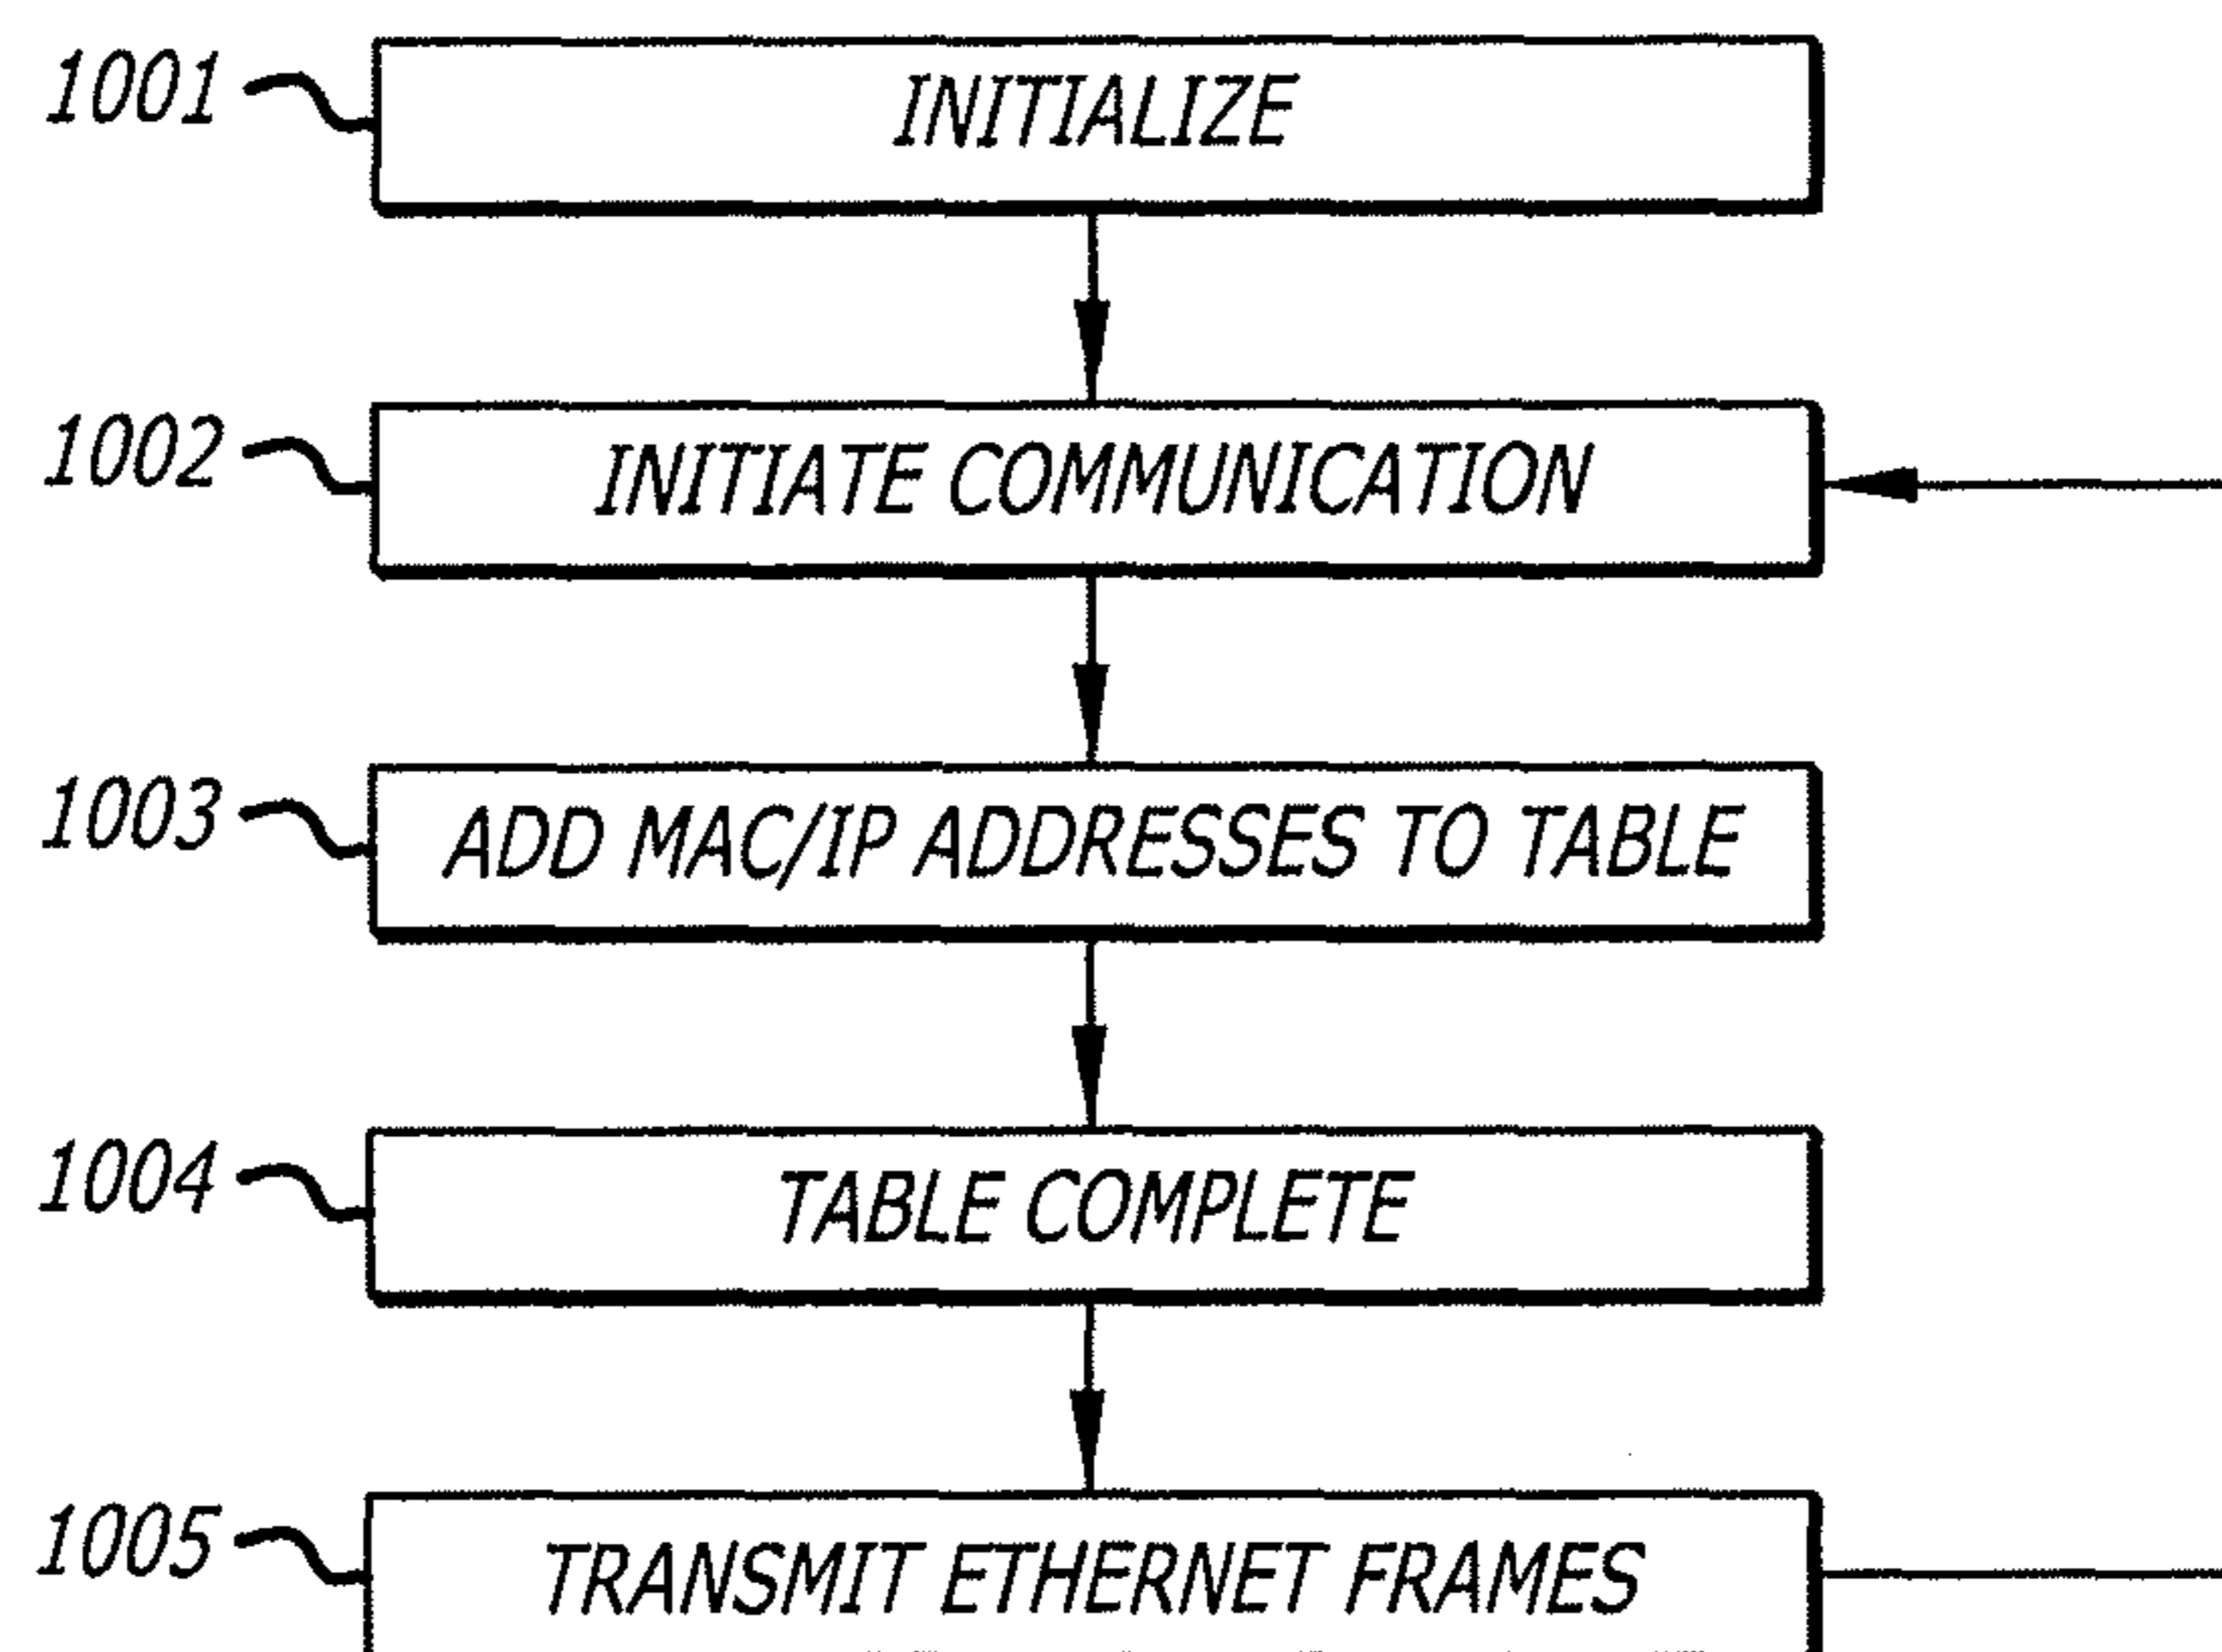 1001 INITIALIZE
1002 INITIATE COMMUNICATION
1003 ADD MAC/IP ADDRESSES TO TABLE
1004 TABLE COMPLETE
1005 TRANSMIT ETHERNET FRAMES